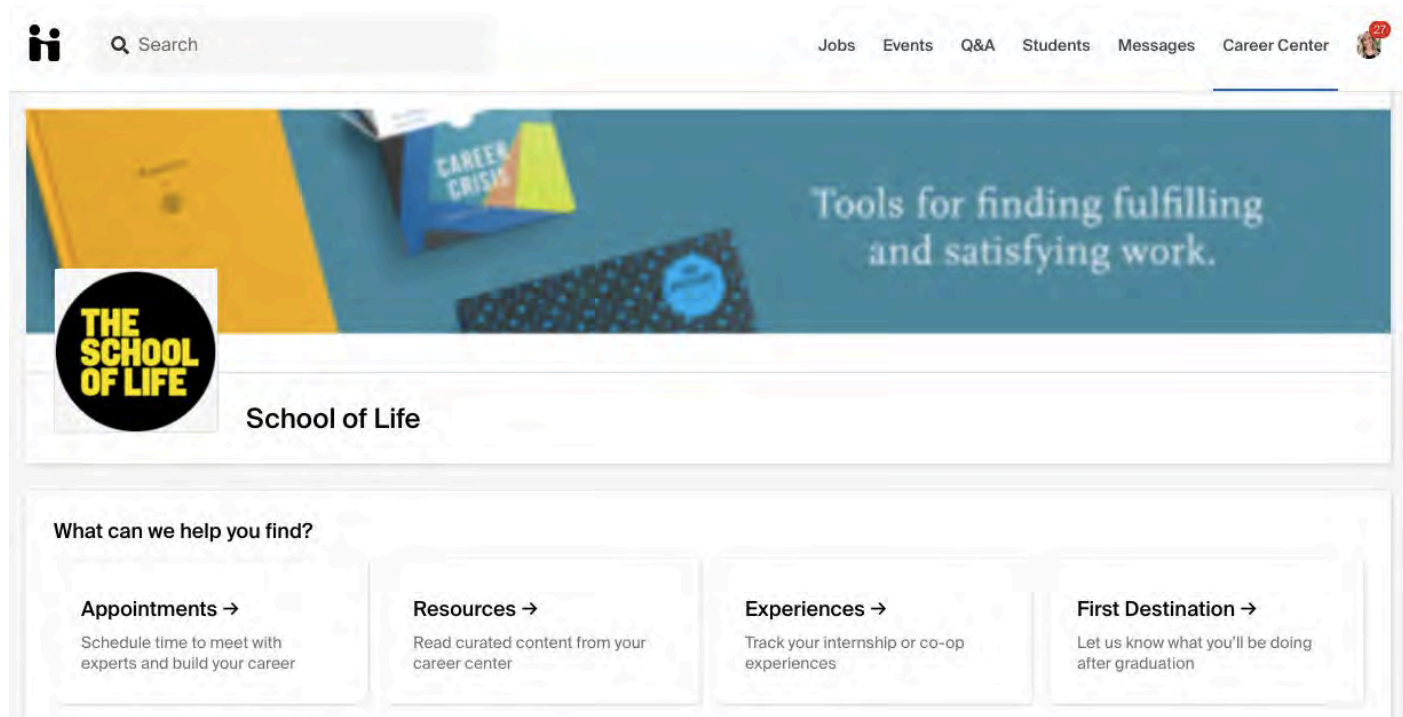 Search
Jobs Events Q&A Students Messages Career Center
27
CAREER
CRISIS
Tools for finding fulfilling
and satisfying work.
THE
SCHOOL
OF LIFE
School of Life
What can we help you find?
Appointments →
Schedule time to meet with
experts and build your career
Resources →
Read curated content from your
career center
Experiences →
Track your internship or co-op
experiences
First Destination →
Let us know what you'll be doing
after graduation